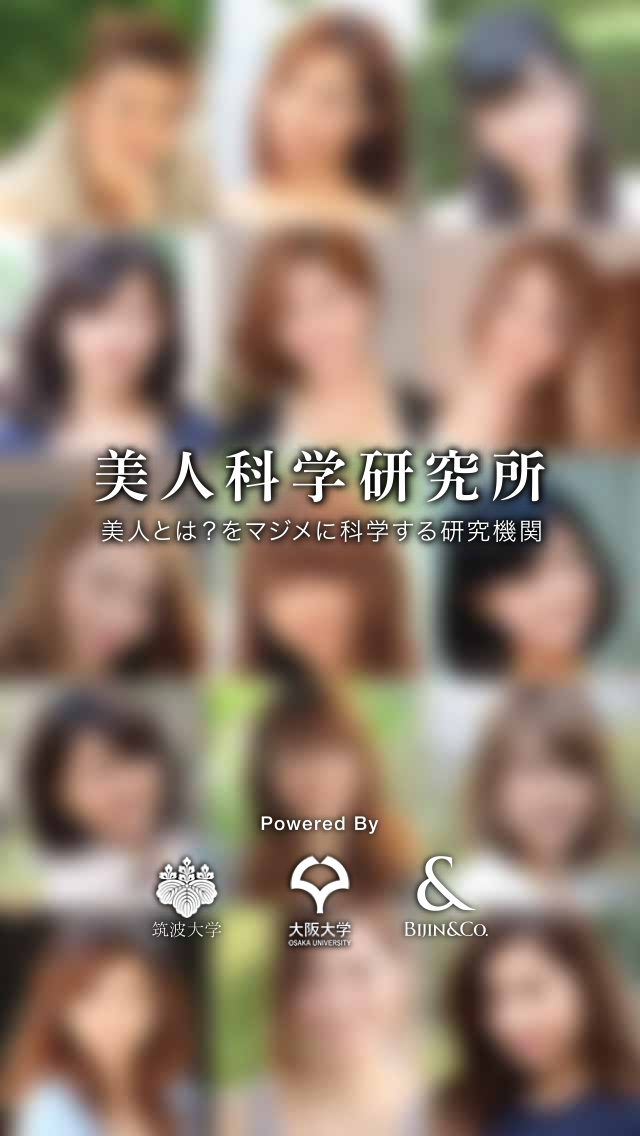 美人科学研究所
美人とは？をマジメに科学する研究機関
Powered By
筑波大学
大阪大学
OSAKA UNIVERSITY
&
BIJIN&CO.